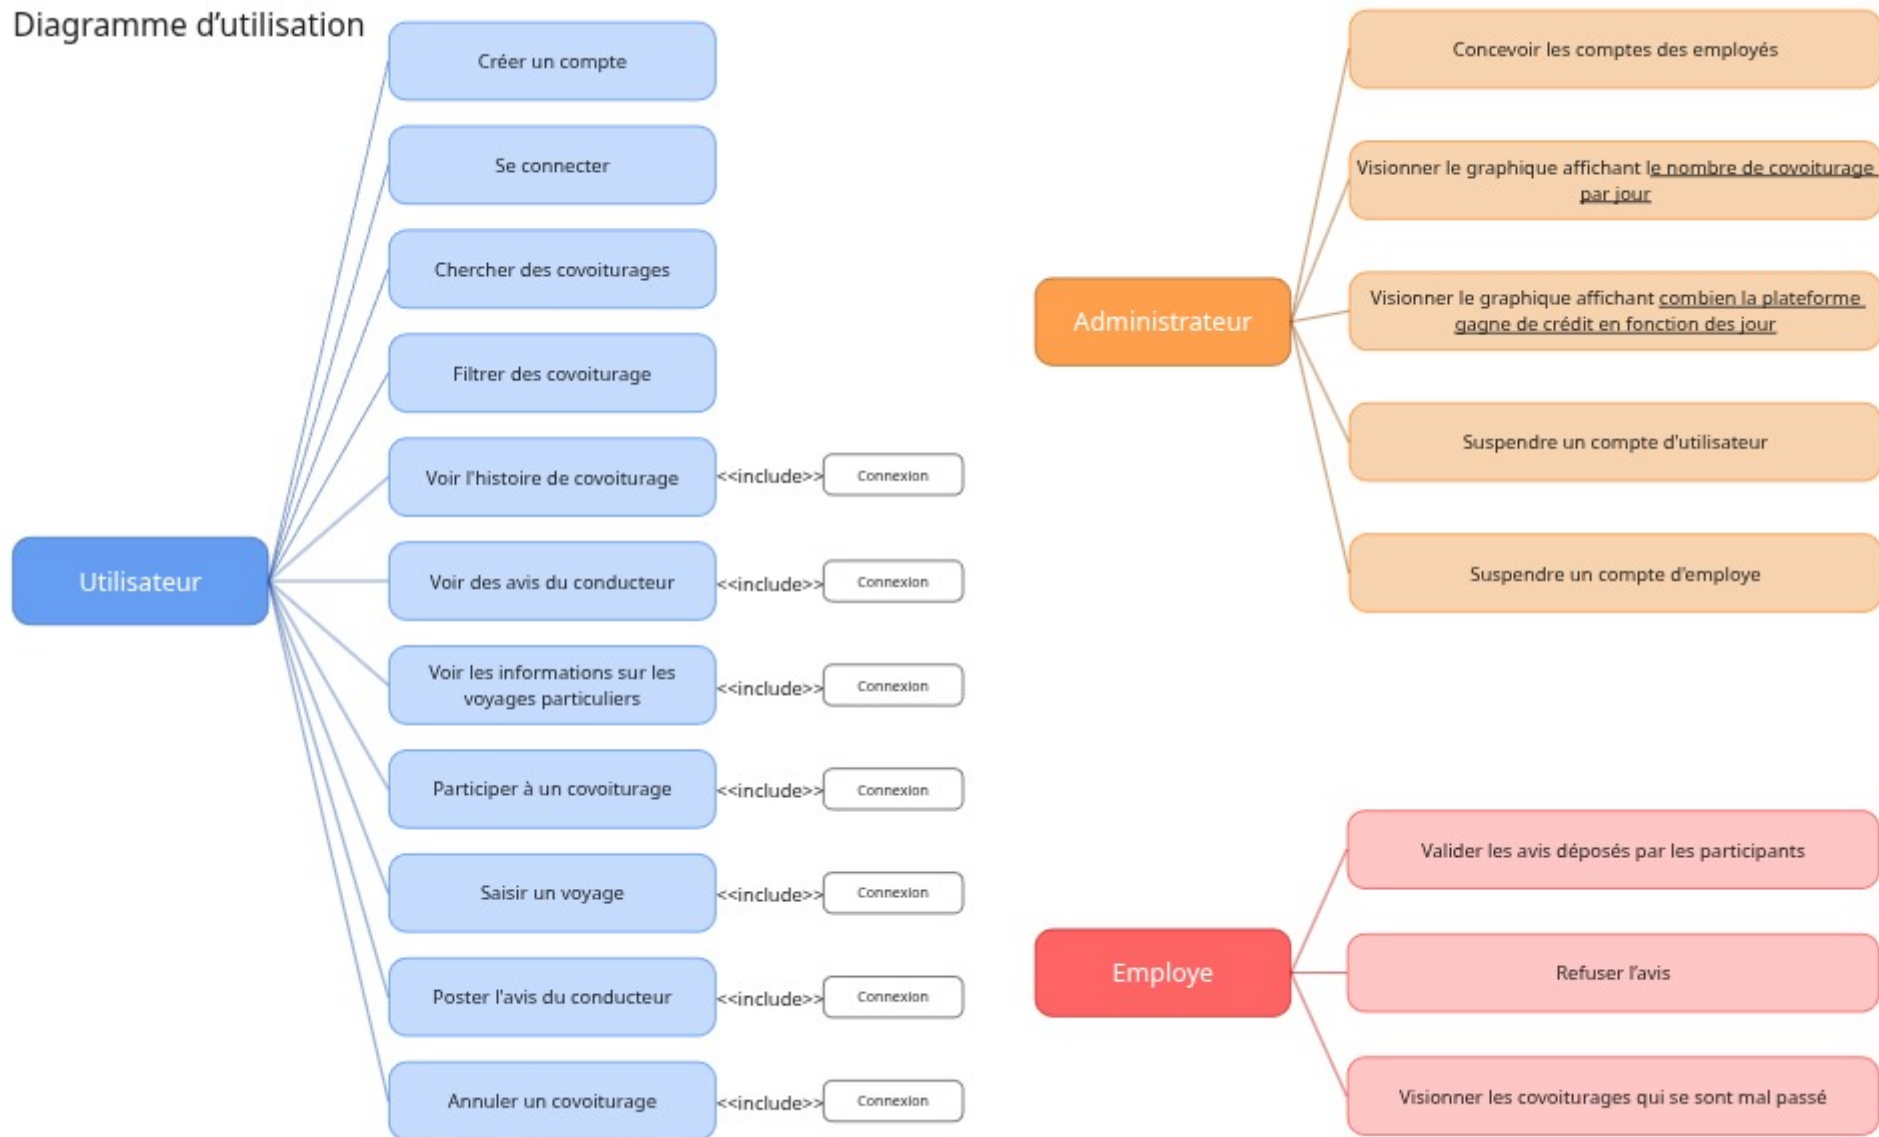 Diagramme d’utilisation
Utilisateur
Créer un compte
Se connecter
Chercher des covoiturages
Filtrer des covoiturage
Voir l'histoire de covoiturage
<<include>>
Connexion
Voir des avis du conducteur
<<include>>
Connexion
Voir les informations sur les
voyages particuliers
<<include>>
Connexion
Participer à un covoiturage
<<include>>
Connexion
Saisir un voyage
<<include>>
Connexion
Poster l'avis du conducteur
<<include>>
Connexion
Annuler un covoiturage
<<include>>
Connexion
Administrateur
Concevoir les comptes des employés
Visionner le graphique affichant le nombre de covoiturage
par jour
Visionner le graphique affichant combien la plateforme
gagne de crédit en fonction des jour
Suspendre un compte d'utilisateur
Suspendre un compte d'employe
Employe
Valider les avis déposés par les participants
Refuser l’avis
Visionner les covoiturages qui se sont mal passé